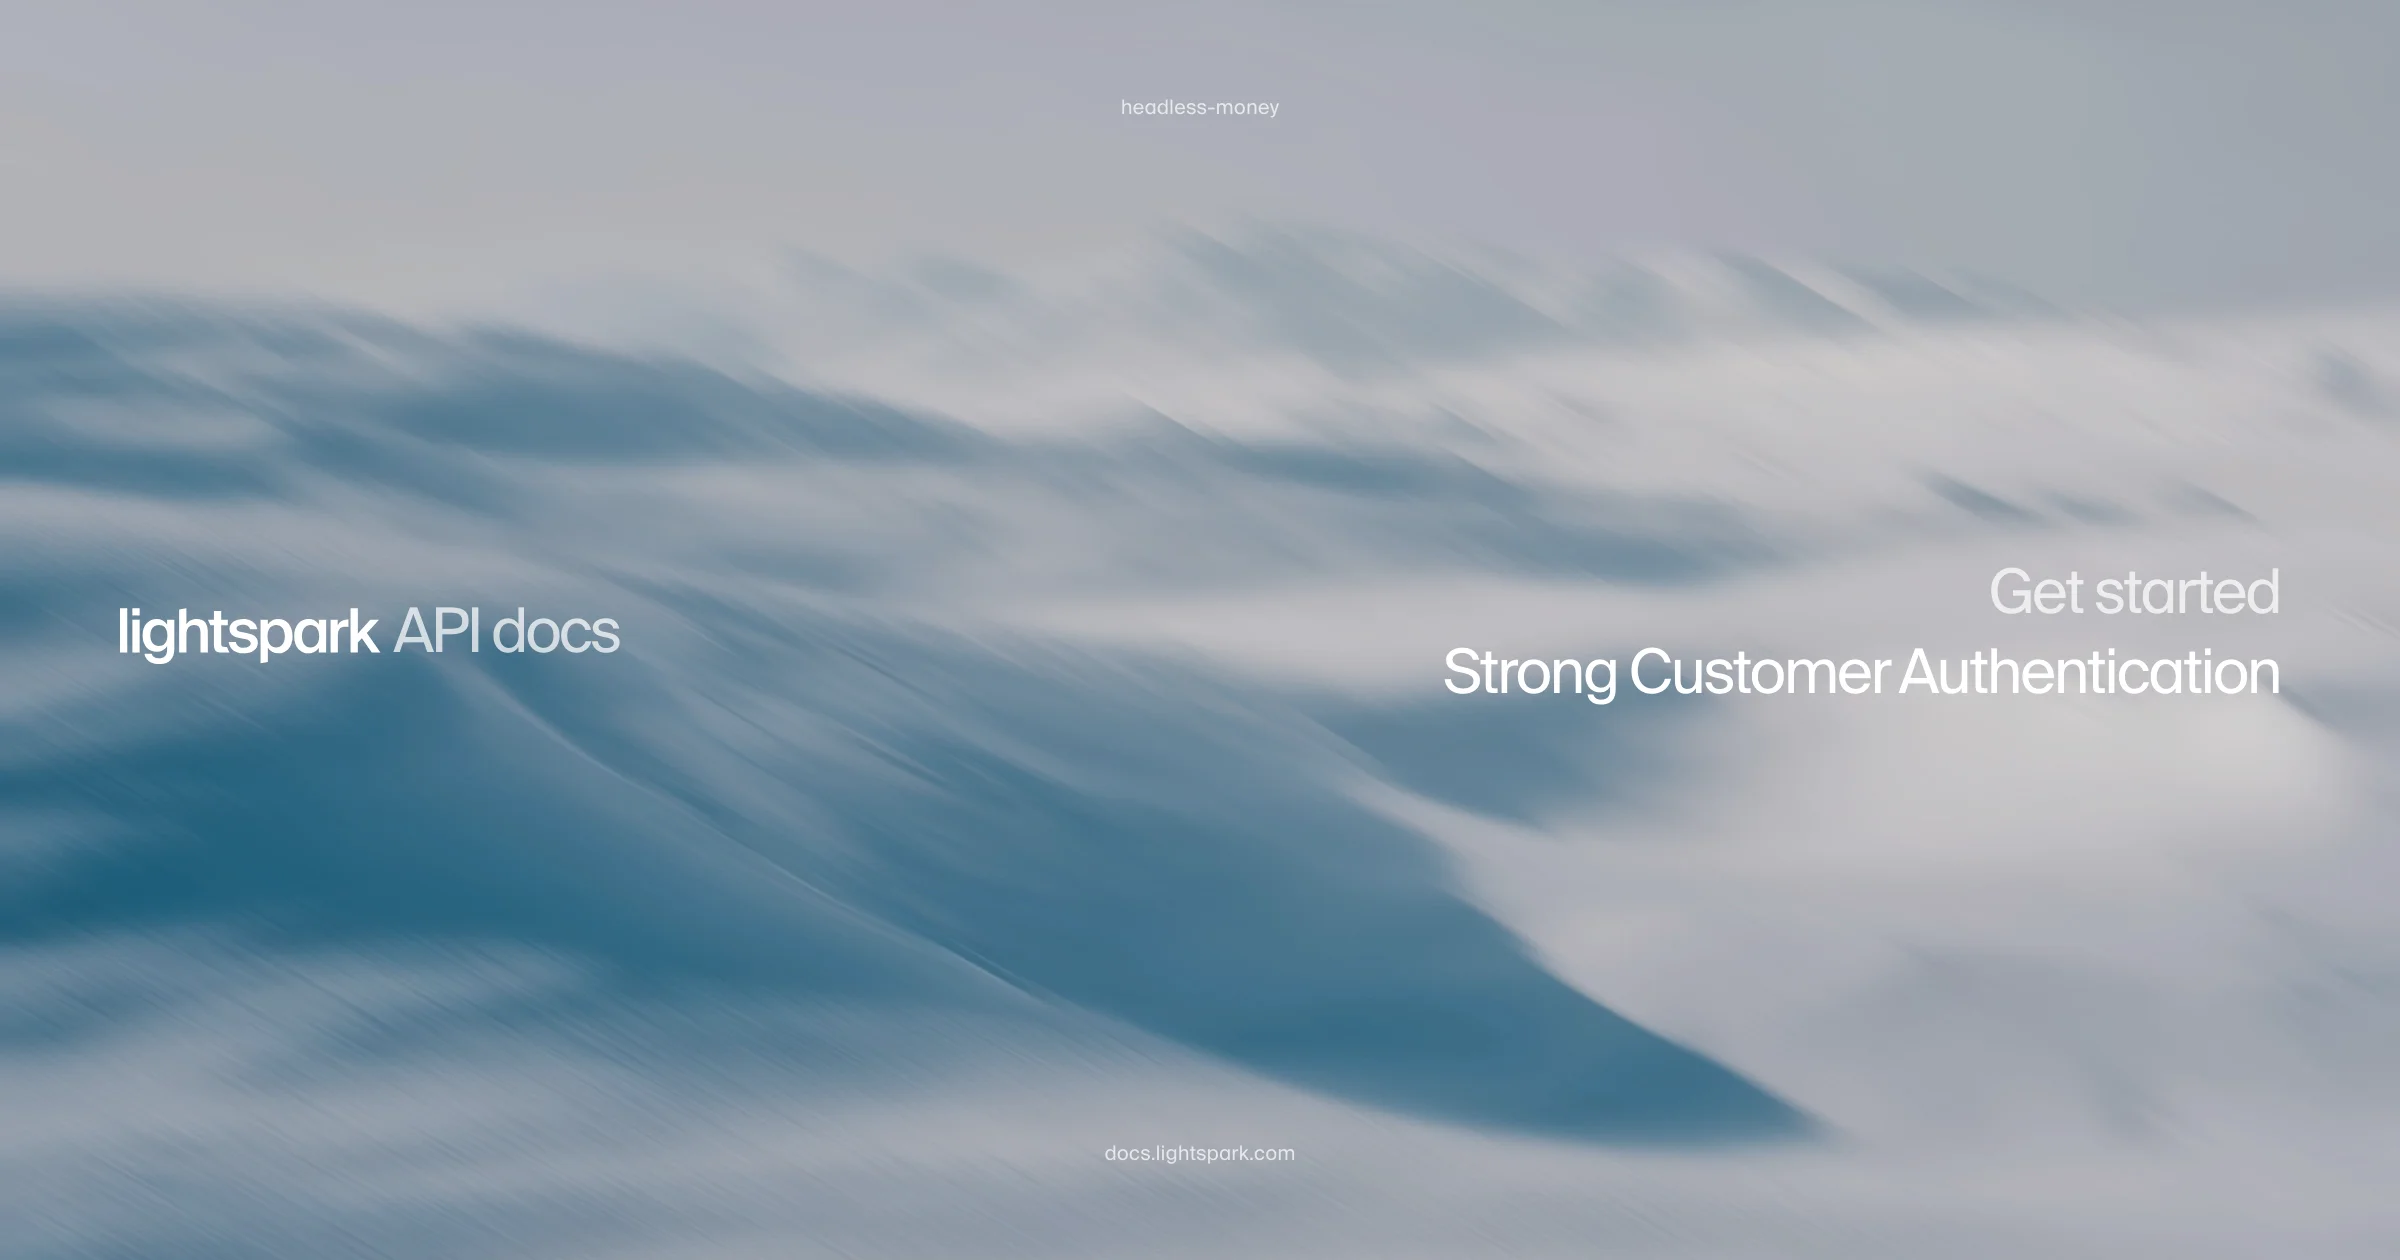 headless-money
lightspark API docs
Get started
Strong Customer Authentication
docs.lightspark.com